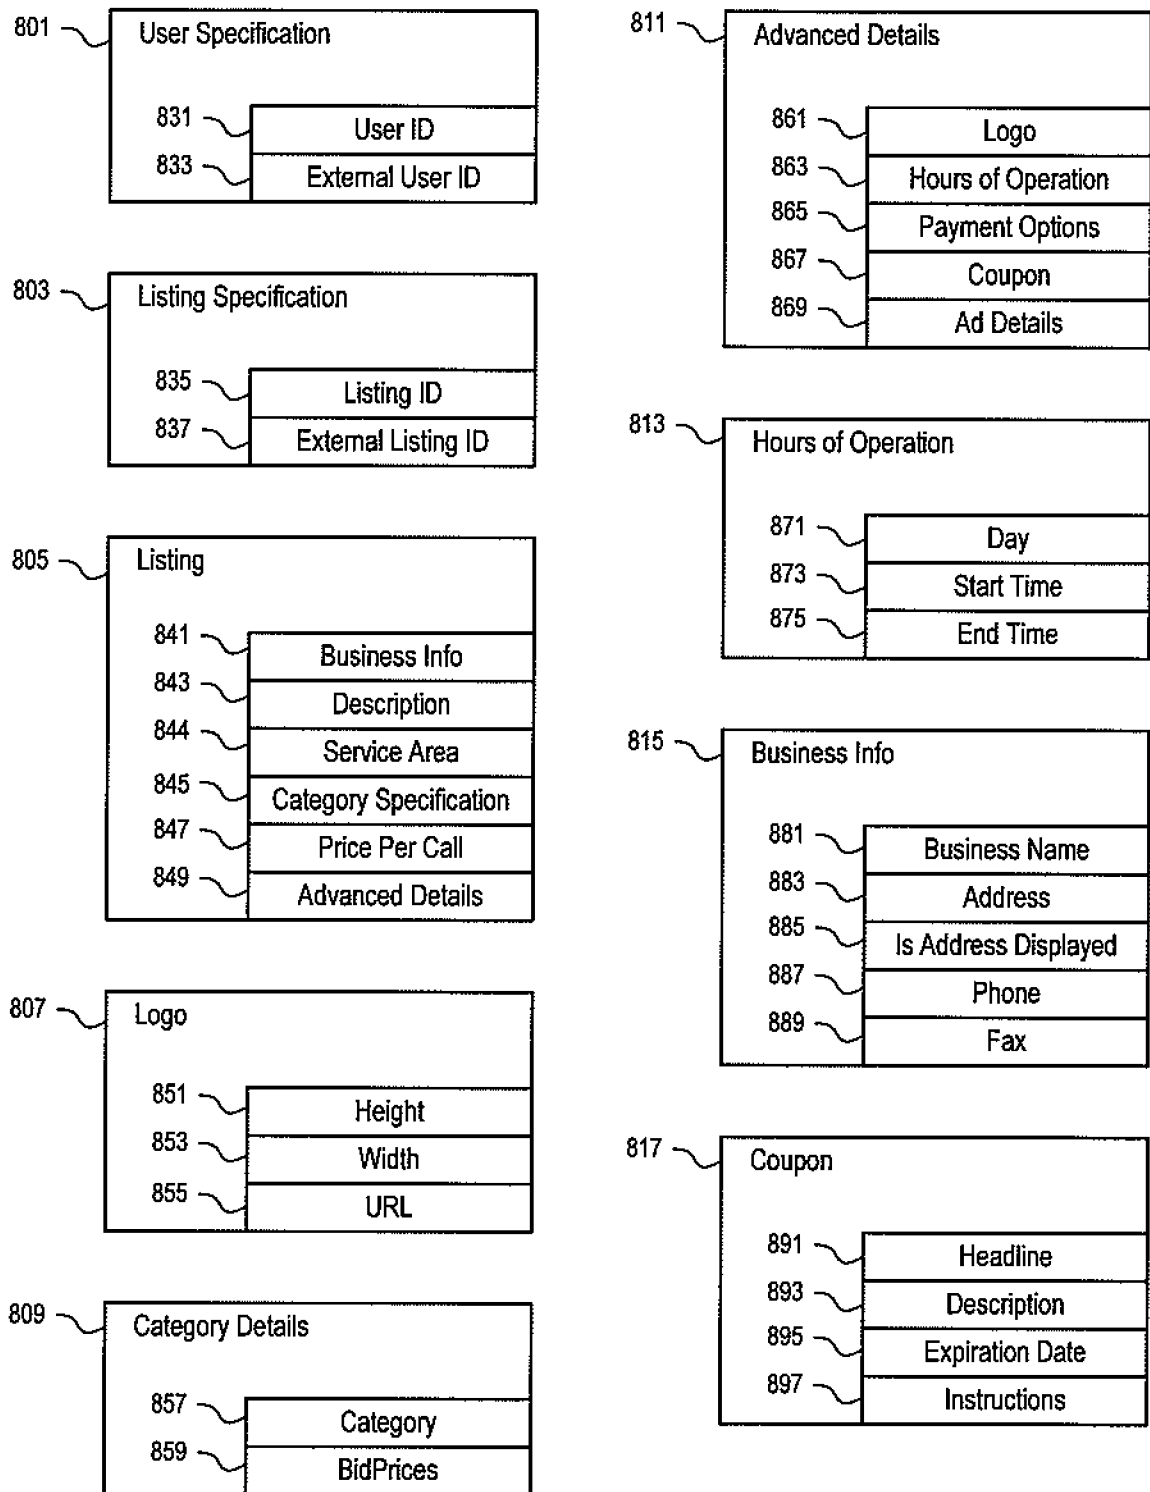 801
User Specification
831
User ID
833
External User ID
803
Listing Specification
835
Listing ID
837
External Listing ID
805
Listing
841
Business Info
843
Description
844
Service Area
845
Category Specification
847
Price Per Call
849
Advanced Details
807
Logo
851
Height
853
Width
855
URL
809
Category Details
857
Category
859
BidPrices
811
Advanced Details
861
Logo
863
Hours of Operation
865
Payment Options
867
Coupon
869
Ad Details
813
Hours of Operation
871
Day
873
Start Time
875
End Time
815
Business Info
881
Business Name
883
Address
885
Is Address Displayed
887
Phone
889
Fax
817
Coupon
891
Headline
893
Description
895
Expiration Date
897
Instructions